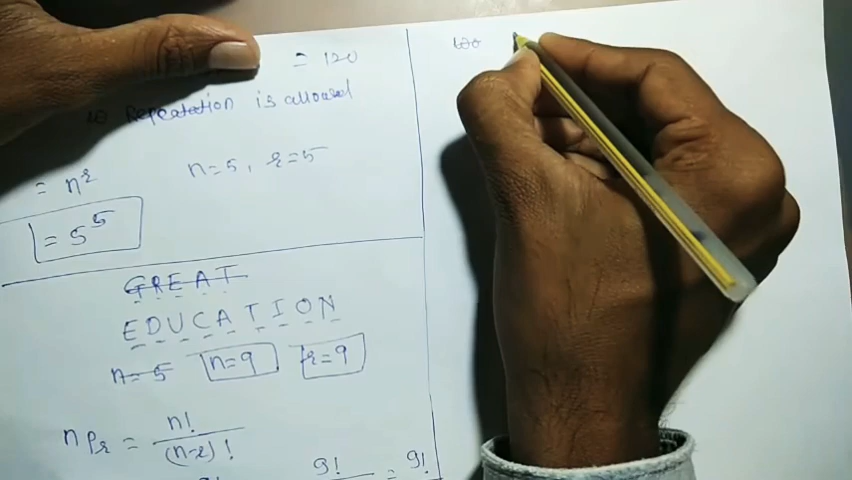 = 120
Repeatation is allowed
= n^r n=5, r=5
= 5^5
GREAT
EDUCATION
n=5 n=9 r=9
nPr = n!/(n-r)!
9! = 9!